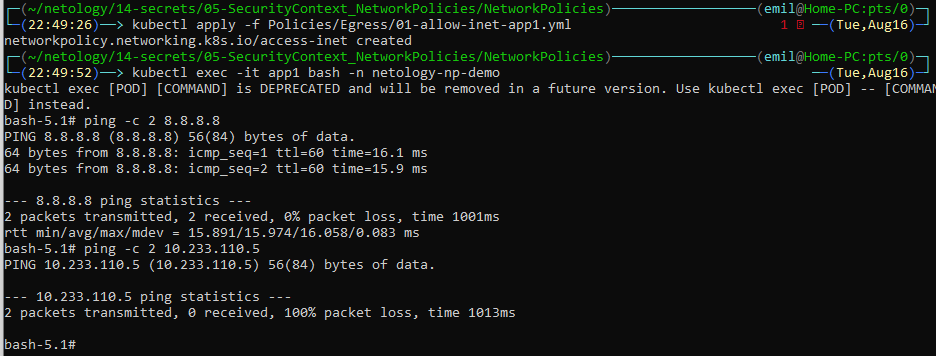 (~/netology/14-secrets/05-SecurityContext_NetworkPolicies/NetworkPolicies) (emil@Home-PC:pts/0)
(22:49:26)——> kubectl apply -f Policies/Egress/01-allow-inet-app1.yml 1 ——(Tue,Aug16)
networkpolicy.networking.k8s.io/access-inet created
(~/netology/14-secrets/05-SecurityContext_NetworkPolicies/NetworkPolicies) (emil@Home-PC:pts/0)
(22:49:52)——> kubectl exec -it app1 bash -n netology-np-demo ——(Tue,Aug16)
kubectl exec [POD] [COMMAND] is DEPRECATED and will be removed in a future version. Use kubectl exec [POD] -- [COMMAN
D] instead.
bash-5.1# ping -c 2 8.8.8.8
PING 8.8.8.8 (8.8.8.8) 56(84) bytes of data.
64 bytes from 8.8.8.8: icmp_seq=1 ttl=60 time=16.1 ms
64 bytes from 8.8.8.8: icmp_seq=2 ttl=60 time=15.9 ms
--- 8.8.8.8 ping statistics ---
2 packets transmitted, 2 received, 0% packet loss, time 1001ms
rtt min/avg/max/mdev = 15.891/15.974/16.058/0.083 ms
bash-5.1# ping -c 2 10.233.110.5
PING 10.233.110.5 (10.233.110.5) 56(84) bytes of data.
--- 10.233.110.5 ping statistics ---
2 packets transmitted, 0 received, 100% packet loss, time 1013ms
bash-5.1#